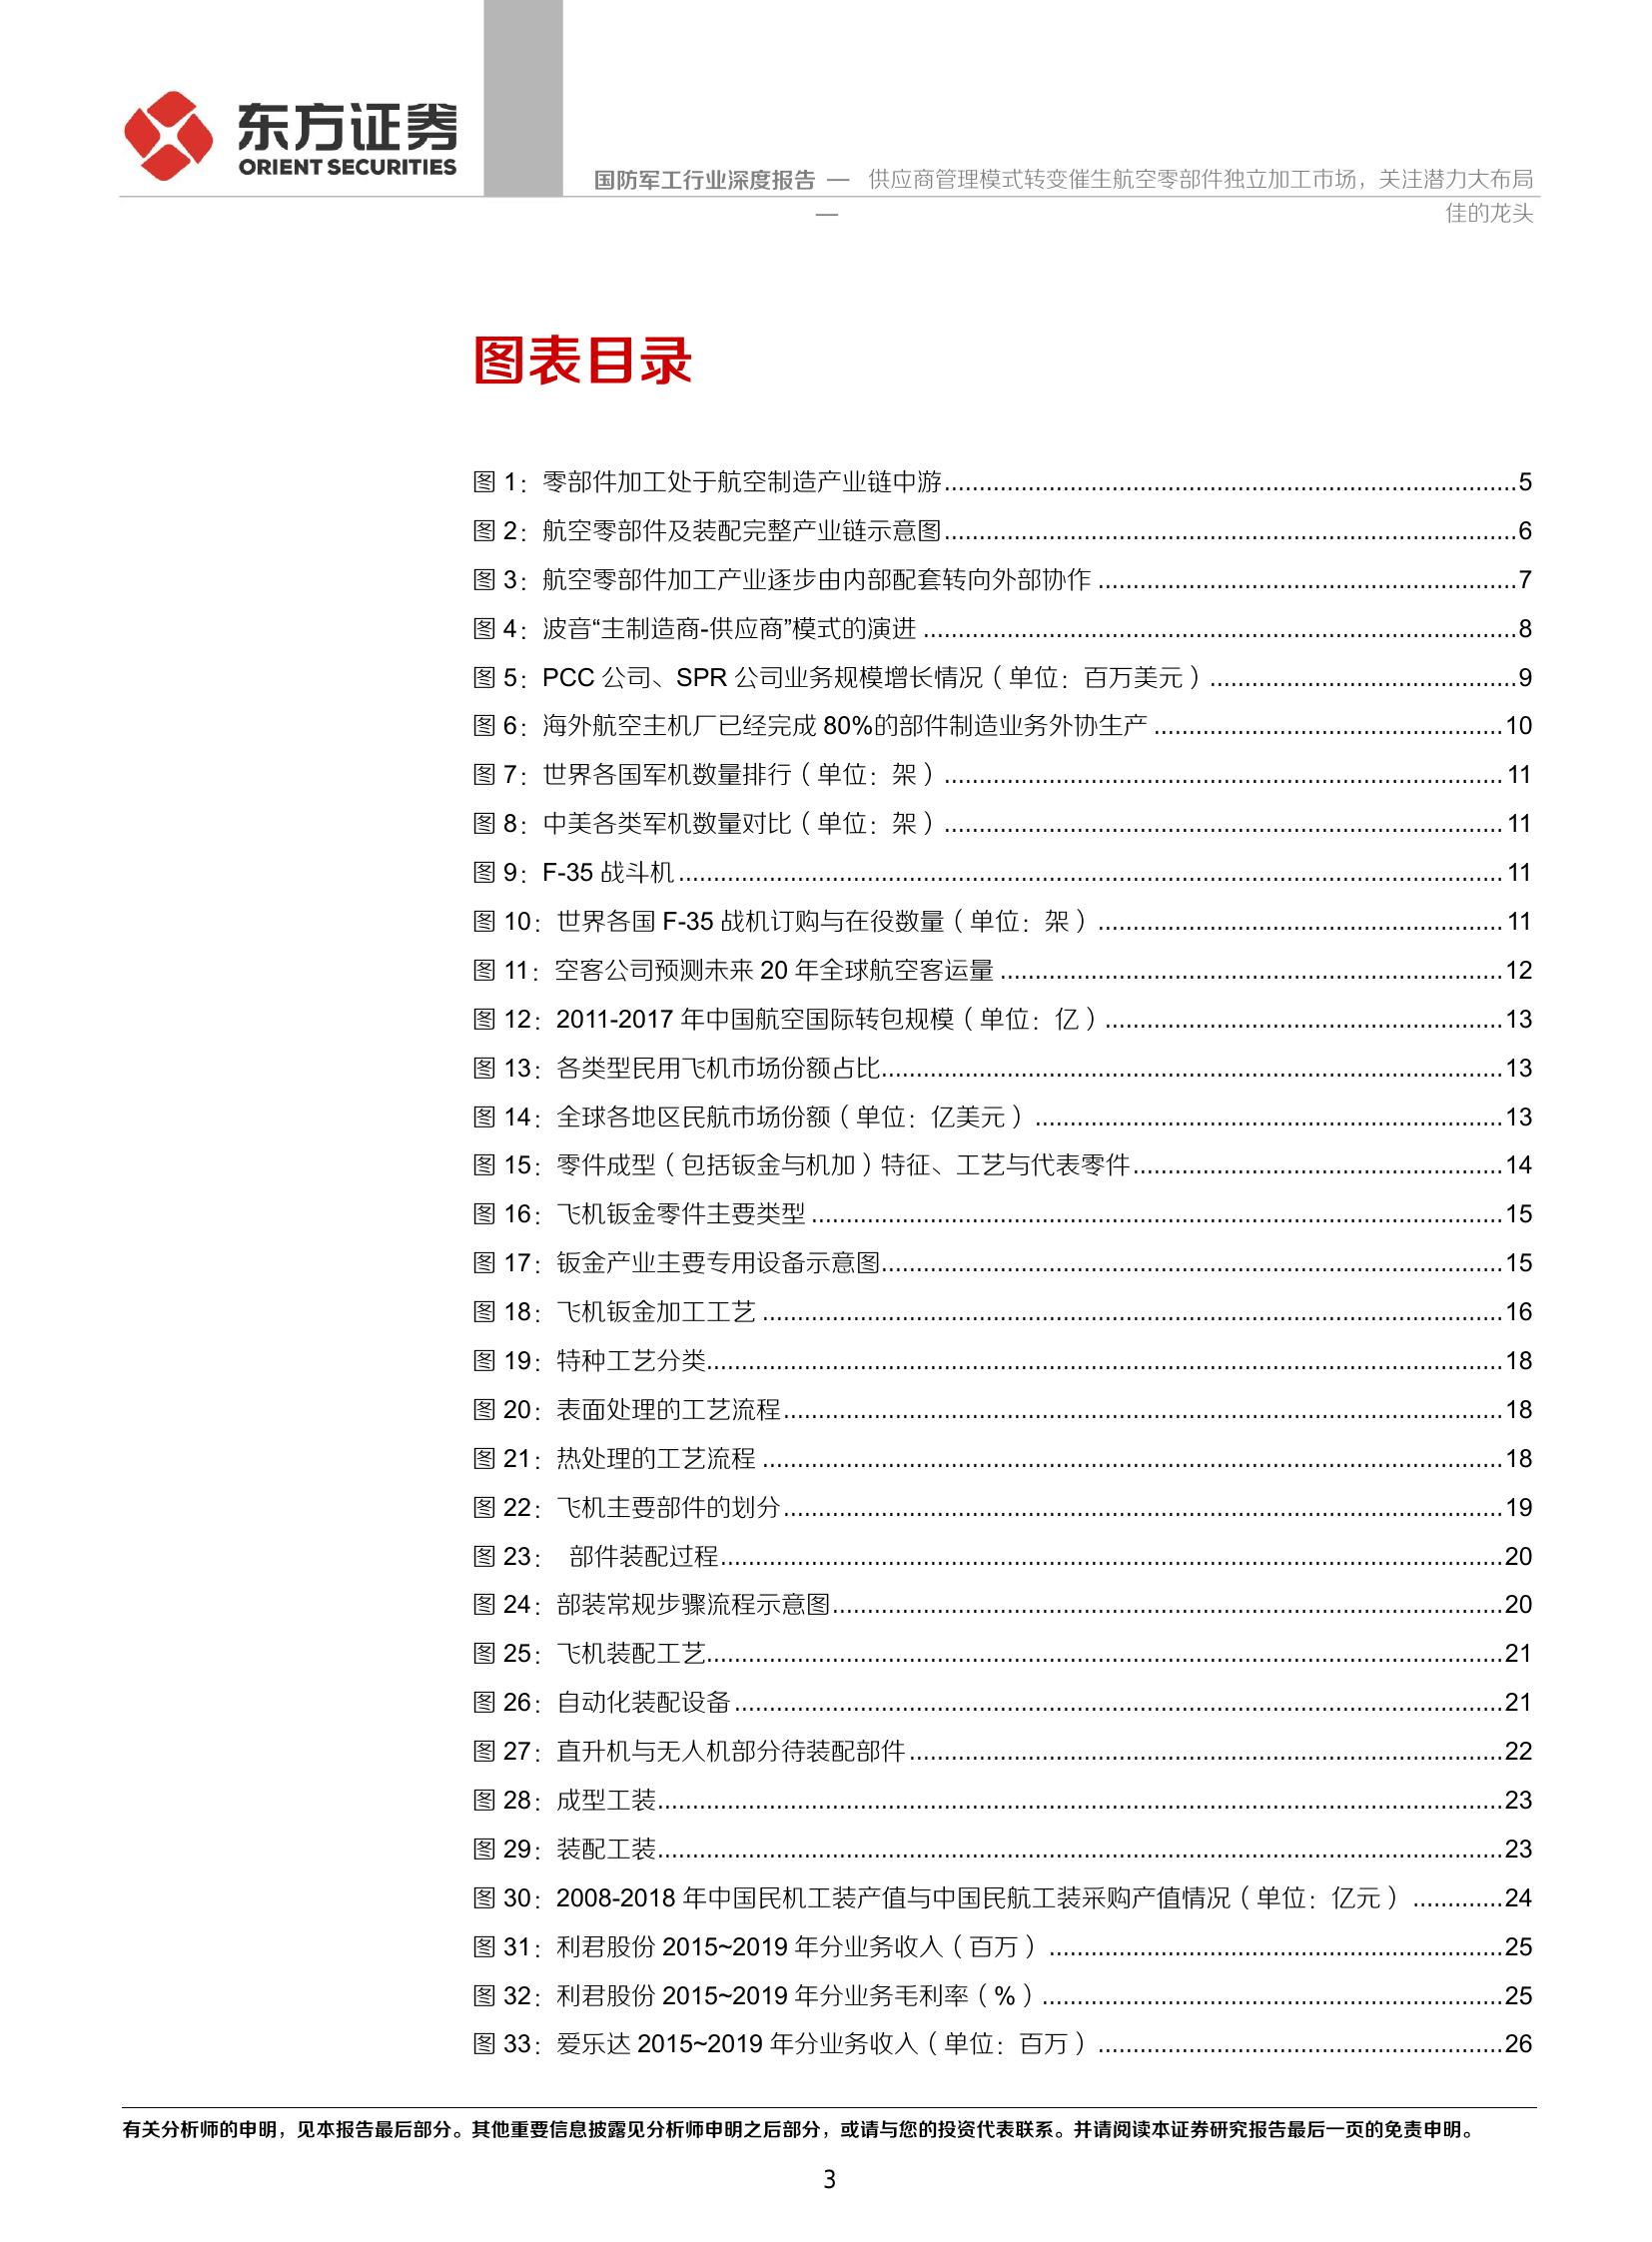 东方证券
ORIENT SECURITIES
国防军工行业深度报告 —— 供应商管理模式转变催生航空零部件独立加工市场，关注潜力大布局
佳的龙头
图表目录
图 1：零部件加工处于航空制造产业链中游................................5
图 2：航空零部件及装配完整产业链示意图................................6
图 3：航空零部件加工产业逐步由内部配套转向外部协作................................7
图 4：波音“主制造商-供应商”模式的演进................................8
图 5：PCC 公司、SPR 公司业务规模增长情况（单位：百万美元）................................9
图 6：海外航空主机厂已经完成 80%的部件制造业务外协生产................................10
图 7：世界各国军机数量排行（单位：架）................................11
图 8：中美各类军机数量对比（单位：架）................................11
图 9：F-35 战斗机................................11
图 10：世界各国 F-35 战机订购与在役数量（单位：架）................................11
图 11：空客公司预测未来 20 年全球航空客运量................................12
图 12：2011-2017 年中国航空国际转包规模（单位：亿）................................13
图 13：各类型民用飞机市场份额占比................................13
图 14：全球各地区民航市场份额（单位：亿美元）................................13
图 15：零件成型（包括钣金与机加）特征、工艺与代表零件................................14
图 16：飞机钣金零件主要类型................................15
图 17：钣金产业主要专用设备示意图................................15
图 18：飞机钣金加工工艺................................16
图 19：特种工艺分类................................18
图 20：表面处理的工艺流程................................18
图 21：热处理的工艺流程................................18
图 22：飞机主要部件的划分................................19
图 23： 部件装配过程................................20
图 24：部装常规步骤流程示意图................................20
图 25：飞机装配工艺................................21
图 26：自动化装配设备................................21
图 27：直升机与无人机部分待装配部件................................22
图 28：成型工装................................23
图 29：装配工装................................23
图 30：2008-2018 年中国民机工装产值与中国民航工装采购产值情况（单位：亿元）................................24
图 31：利君股份 2015~2019 年分业务收入（百万）................................25
图 32：利君股份 2015~2019 年分业务毛利率（%）................................25
图 33：爱乐达 2015~2019 年分业务收入（单位：百万）................................26
有关分析师的申明，见本报告最后部分。其他重要信息披露见分析师申明之后部分，或请与您的投资代表联系。并请阅读本证券研究报告最后一页的免责申明。
3